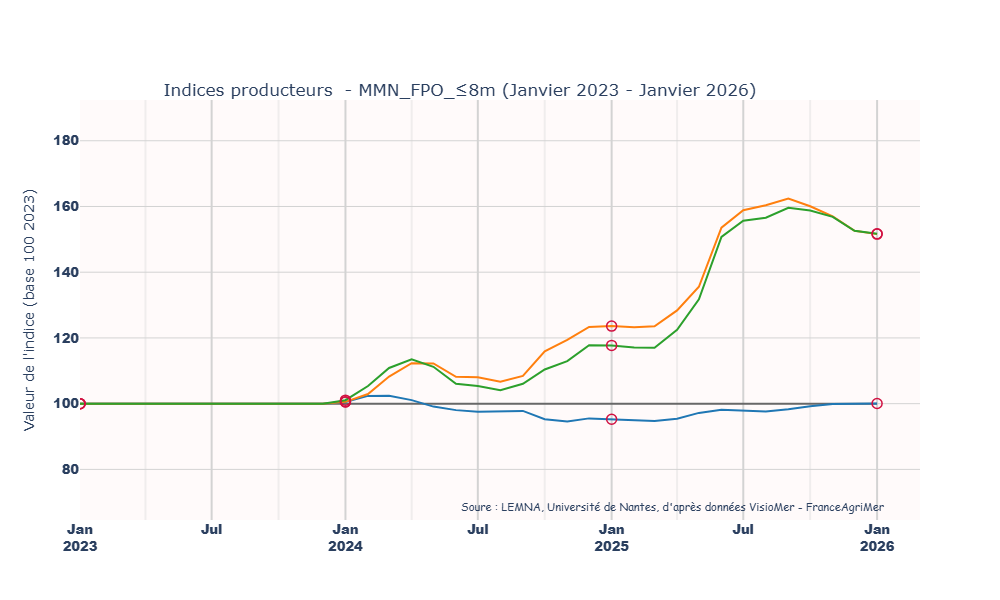 Indices producteurs - MMN_FPO_≤8m (Janvier 2023 - Janvier 2026)
Valeur de l'indice (base 100 2023)
180
160
140
120
100
80
Soure : LEMNA, Université de Nantes, d'après données VisioMer - FranceAgriMer
Jan Jul Jan Jul Jan Jul Jan
2023 2024 2025 2026